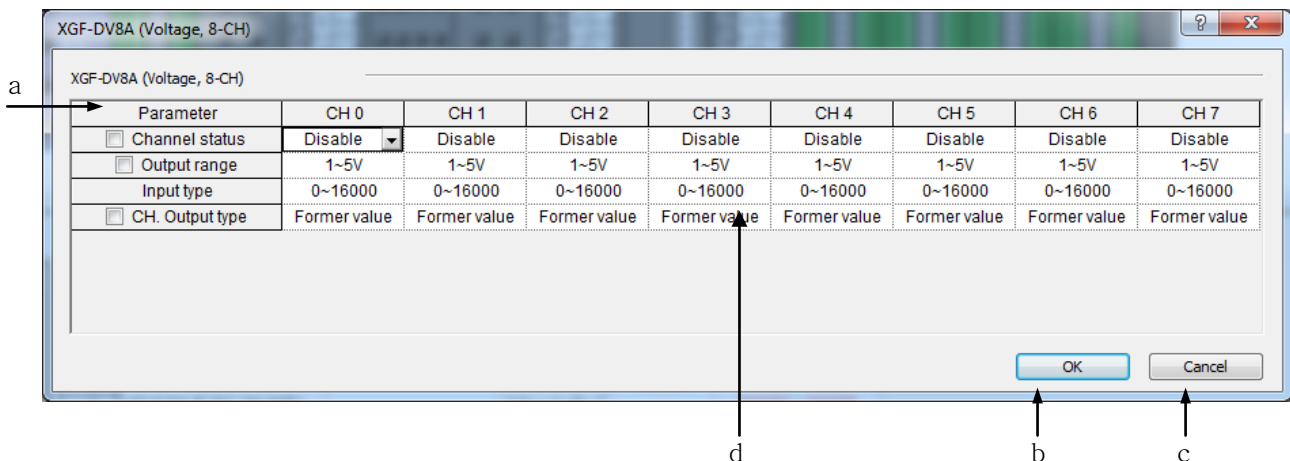 XGF-DV8A (Voltage, 8-CH)
XGF-DV8A (Voltage, 8-CH)
a
Parameter CH 0 CH 1 CH 2 CH 3 CH 4 CH 5 CH 6 CH 7
Channel status Disable Disable Disable Disable Disable Disable Disable Disable
Output range 1~5V 1~5V 1~5V 1~5V 1~5V 1~5V 1~5V 1~5V
Input type 0~16000 0~16000 0~16000 0~16000 0~16000 0~16000 0~16000 0~16000
CH. Output type Former value Former value Former value Former value Former value Former value Former value Former value
OK Cancel
d b c